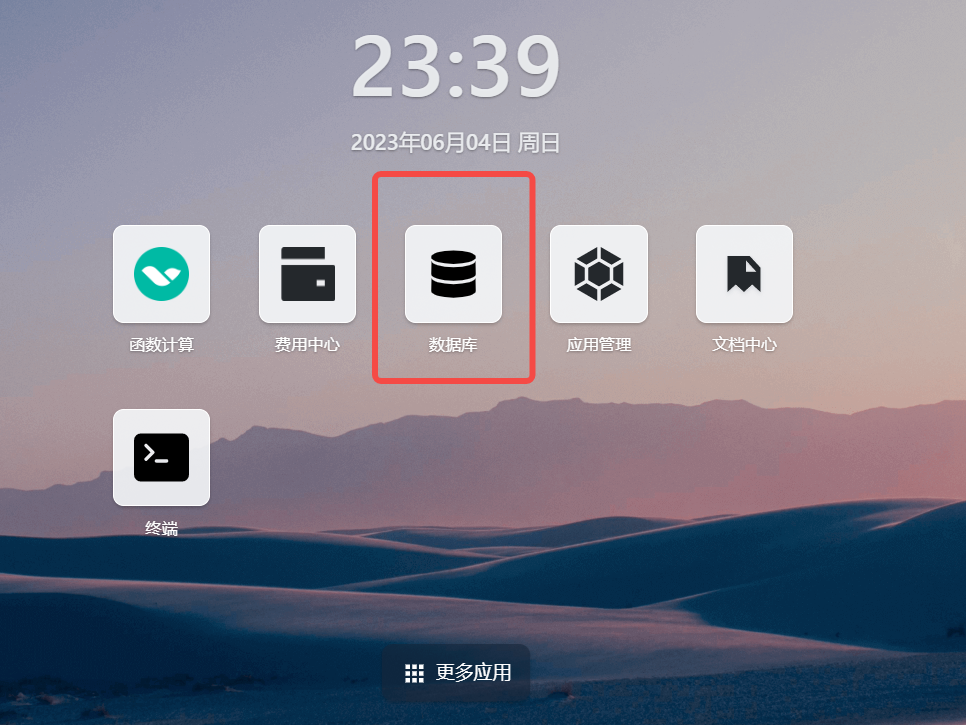 23:39
2023年06月04日 周日
函数计算
费用中心
数据库
应用管理
文档中心
终端
更多应用